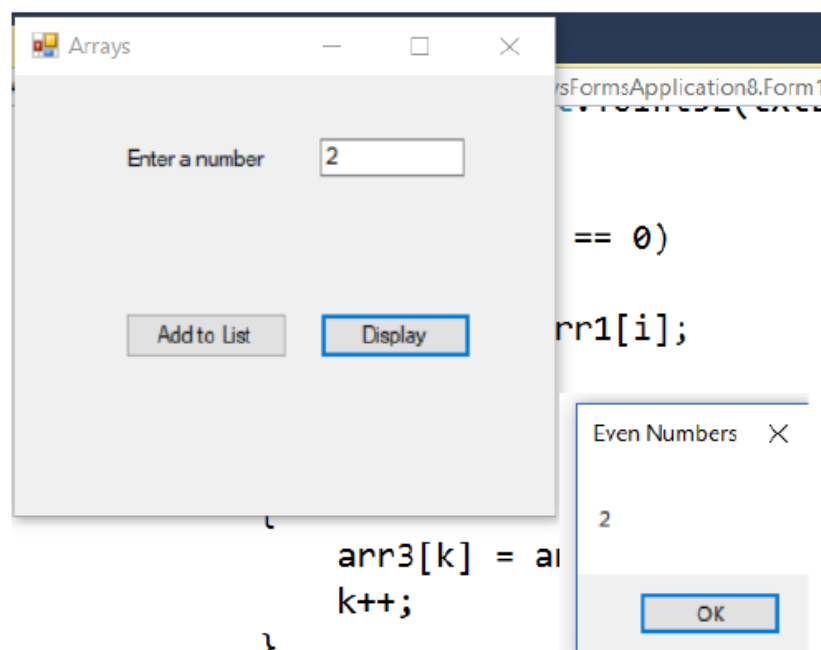 Arrays
sFormsApplication8.Form1
Enter a number
2
== 0)
Add to List
Display
rr1[i];
Even Numbers
2
{
arr3[k] =
k++;
OK
}